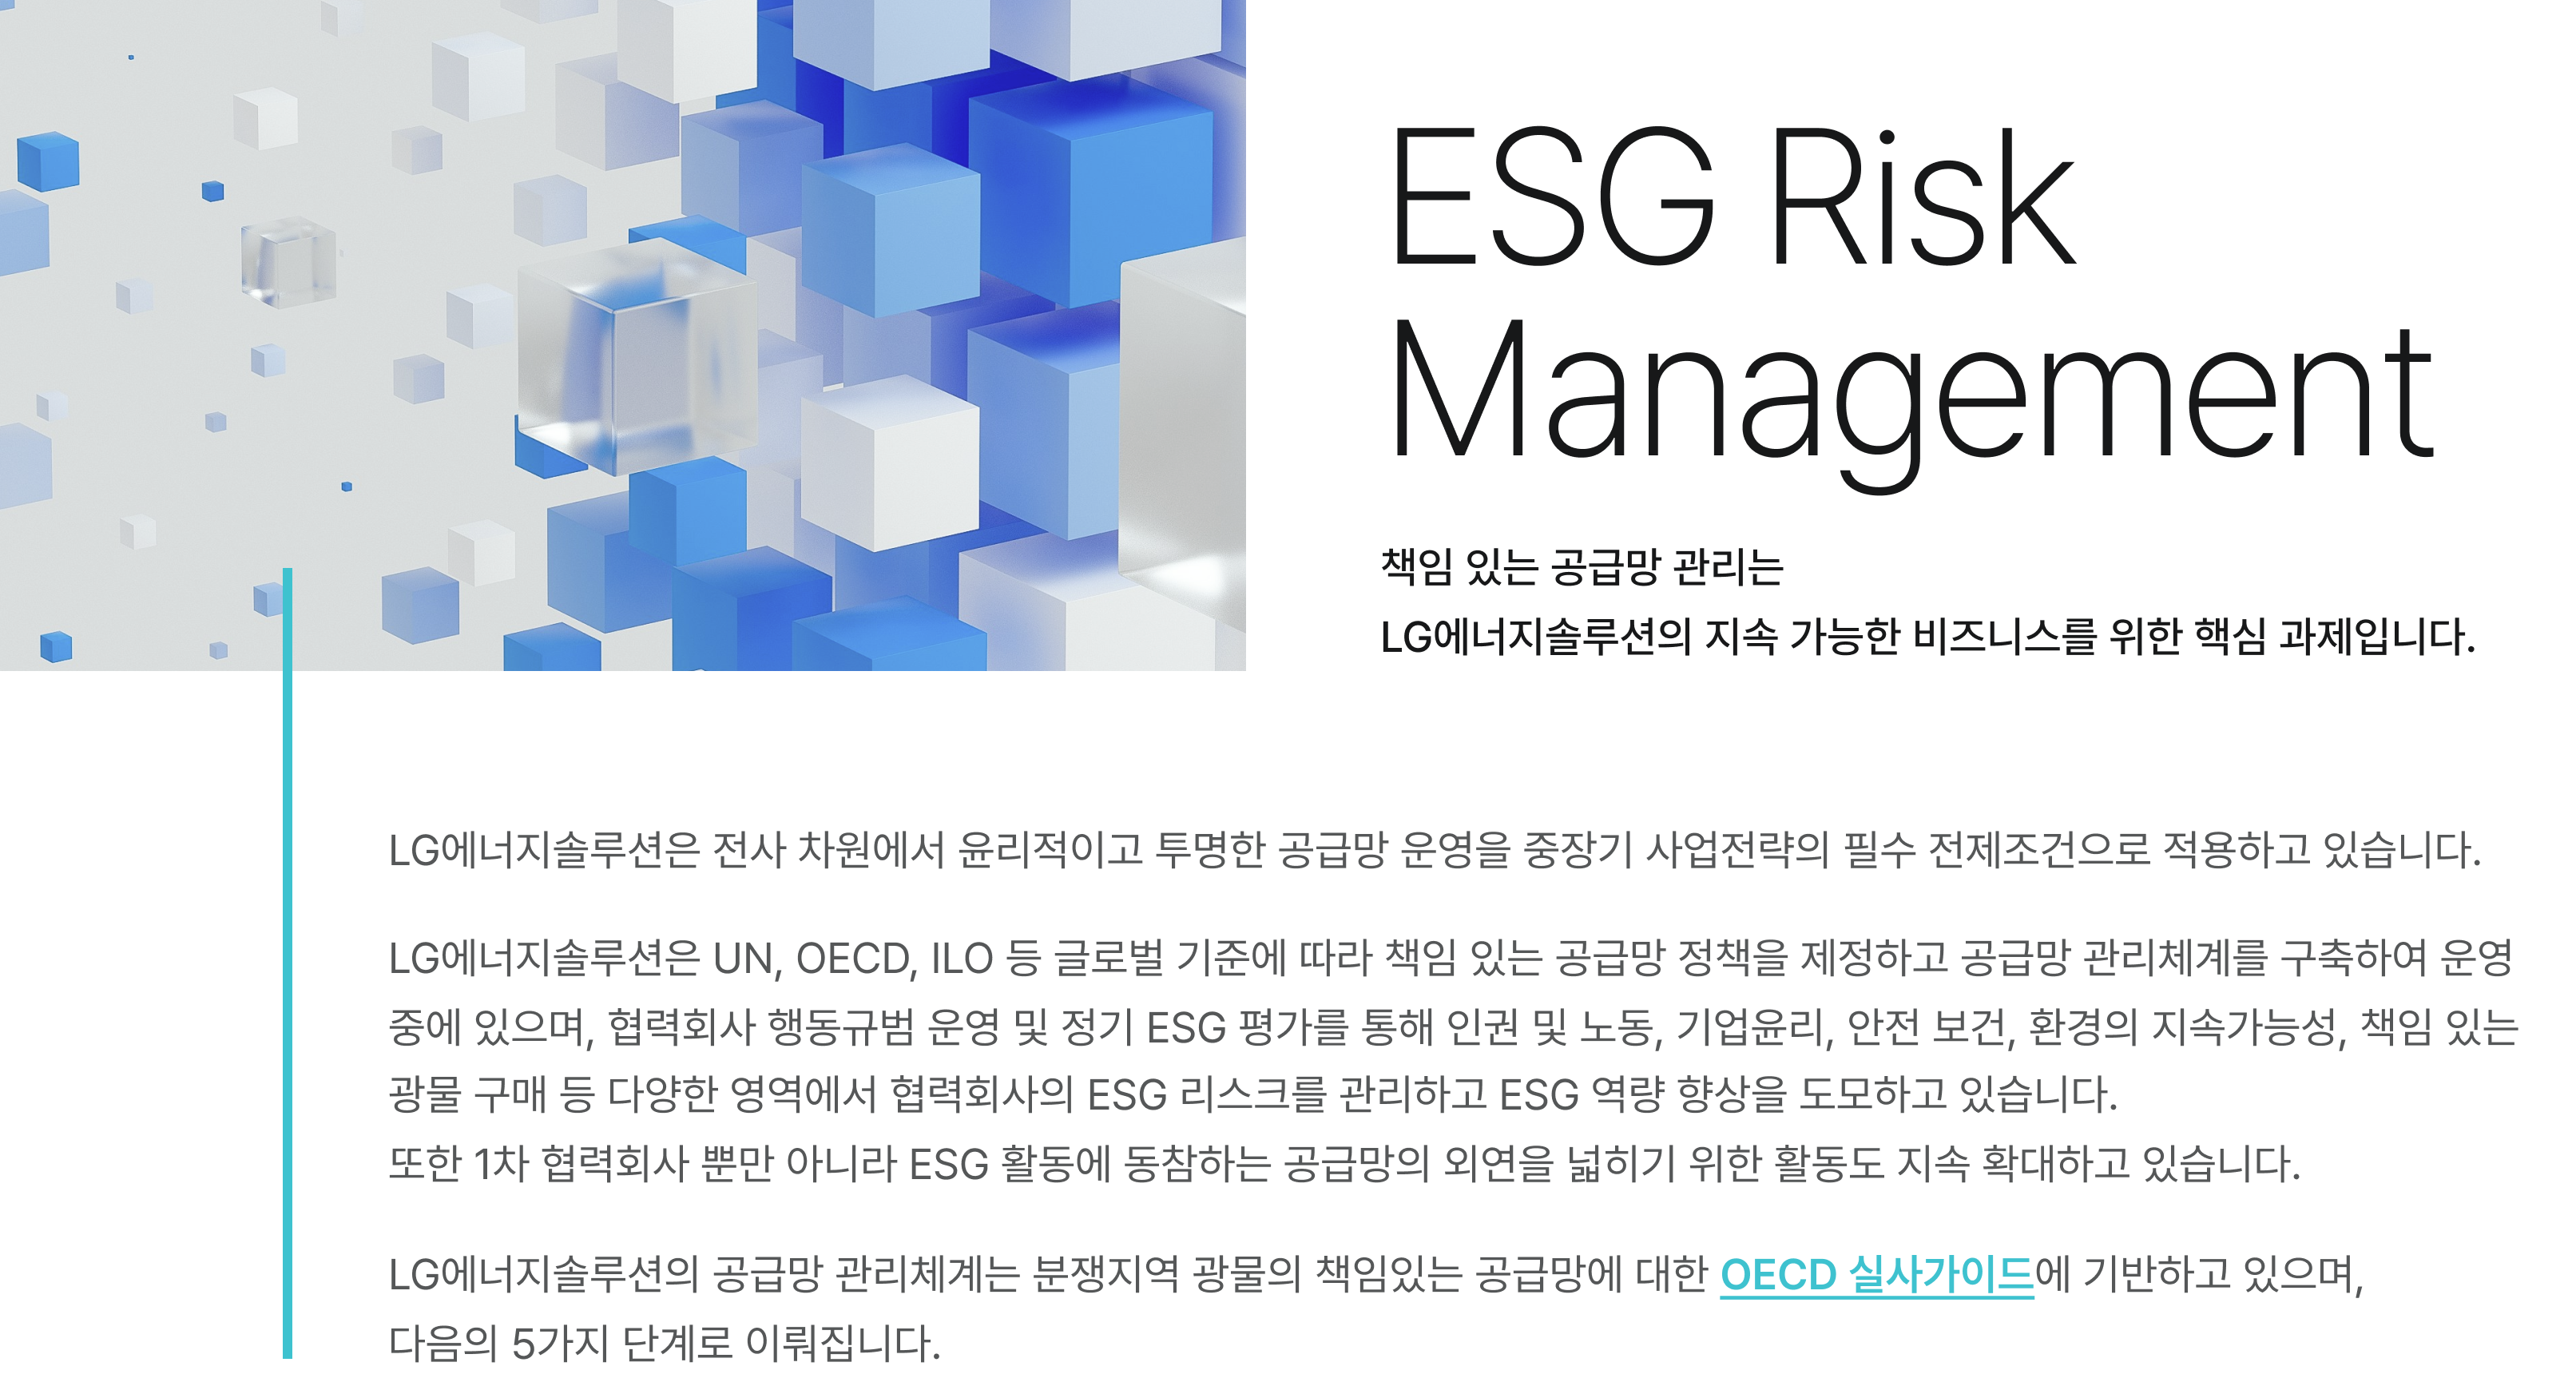 ESG Risk
Management
책임 있는 공급망 관리는
LG에너지솔루션의 지속 가능한 비즈니스를 위한 핵심 과제입니다.
LG에너지솔루션은 전사 차원에서 윤리적이고 투명한 공급망 운영을 중장기 사업전략의 필수 전제조건으로 적용하고 있습니다.
LG에너지솔루션은 UN, OECD, ILO 등 글로벌 기준에 따라 책임 있는 공급망 정책을 제정하고 공급망 관리체계를 구축하여 운영
중에 있으며, 협력회사 행동규범 운영 및 정기 ESG 평가를 통해 인권 및 노동, 기업윤리, 안전 보건, 환경의 지속가능성, 책임 있는
광물 구매 등 다양한 영역에서 협력회사의 ESG 리스크를 관리하고 ESG 역량 향상을 도모하고 있습니다.
또한 1차 협력회사 뿐만 아니라 ESG 활동에 동참하는 공급망의 외연을 넓히기 위한 활동도 지속 확대하고 있습니다.
LG에너지솔루션의 공급망 관리체계는 분쟁지역 광물의 책임있는 공급망에 대한 OECD 실사가이드에 기반하고 있으며,
다음의 5가지 단계로 이뤄집니다.